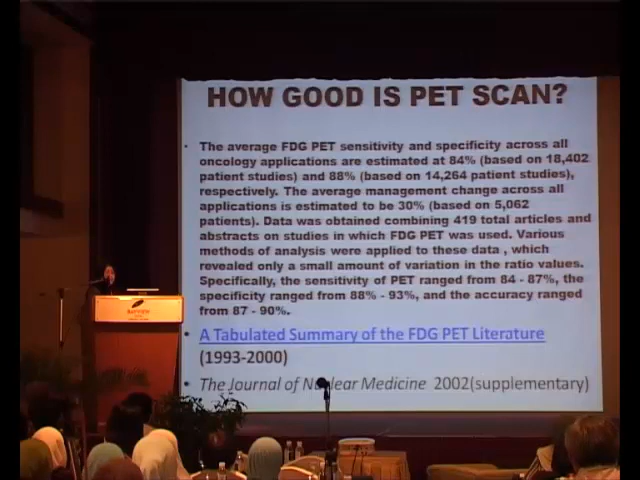 HOW GOOD IS PET SCAN?
• The average FDG PET sensitivity and specificity across all
oncology applications are estimated at 84% (based on 18,402
patient studies) and 88% (based on 14,264 patient studies),
respectively. The average management change across all
applications is estimated to be 30% (based on 5,062
patients). Data was obtained combining 419 total articles and
abstracts on studies in which FDG PET was used. Various
methods of analysis were applied to these data , which
revealed only a small amount of variation in the ratio values.
Specifically, the sensitivity of PET ranged from 84 - 87%, the
specificity ranged from 88% - 93%, and the accuracy ranged
from 87 - 90%.
• A Tabulated Summary of the FDG PET Literature
(1993-2000)
• The Journal of Nuclear Medicine 2002(supplementary)